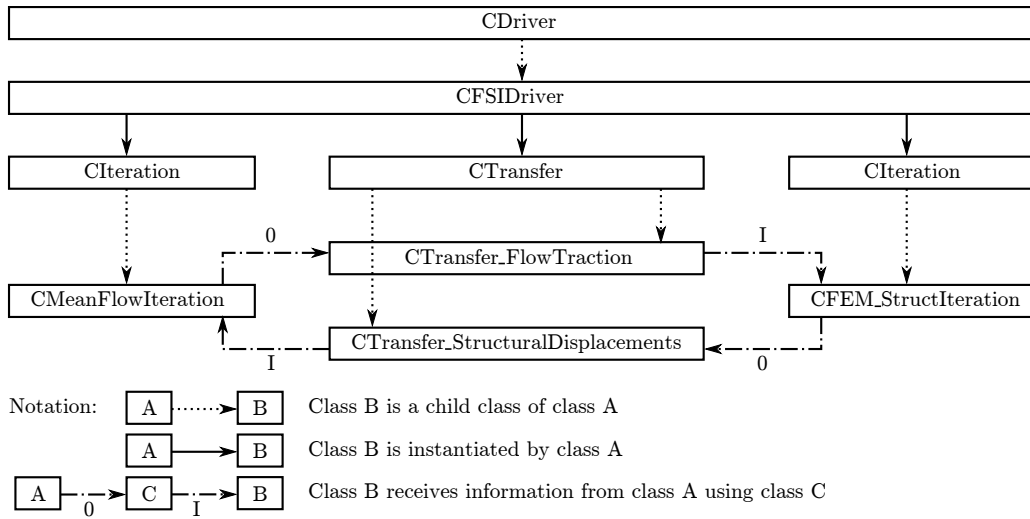 CDriver
CFSIDriver
CIteration
CTransfer
CIteration
0
I
CTransfer_FlowTraction
CMeanFlowIteration
CFEM_StructIteration
CTransfer_StructuralDisplacements
I
0
Notation: A B Class B is a child class of class A
A B Class B is instantiated by class A
A 0 C I B Class B receives information from class A using class C